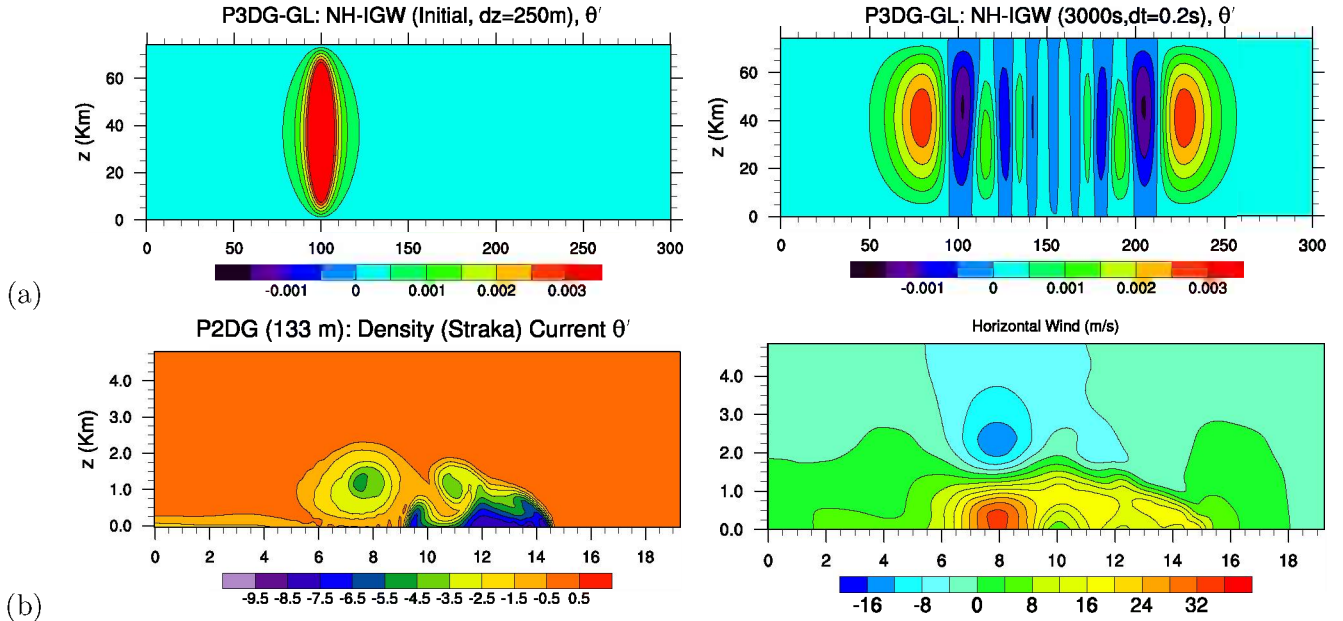 P3DG-GL: NH-IGW (Initial, dz=250m), θ′
z (Km)
60
40
20
0
0 50 100 150 200 250 300
-0.001 0 0.001 0.002 0.003
P3DG-GL: NH-IGW (3000s,dt=0.2s), θ′
z (Km)
60
40
20
0
0 50 100 150 200 250 300
-0.001 0 0.001 0.002 0.003
(a)
P2DG (133 m): Density (Straka) Current θ′
z (Km)
4.0
3.0
2.0
1.0
0.0
0 2 4 6 8 10 12 14 16 18
-9.5 -8.5 -7.5 -6.5 -5.5 -4.5 -3.5 -2.5 -1.5 -0.5 0.5
Horizontal Wind (m/s)
4.0
3.0
2.0
1.0
0.0
0 2 4 6 8 10 12 14 16 18
-16 -8 0 8 16 24 32
(b)